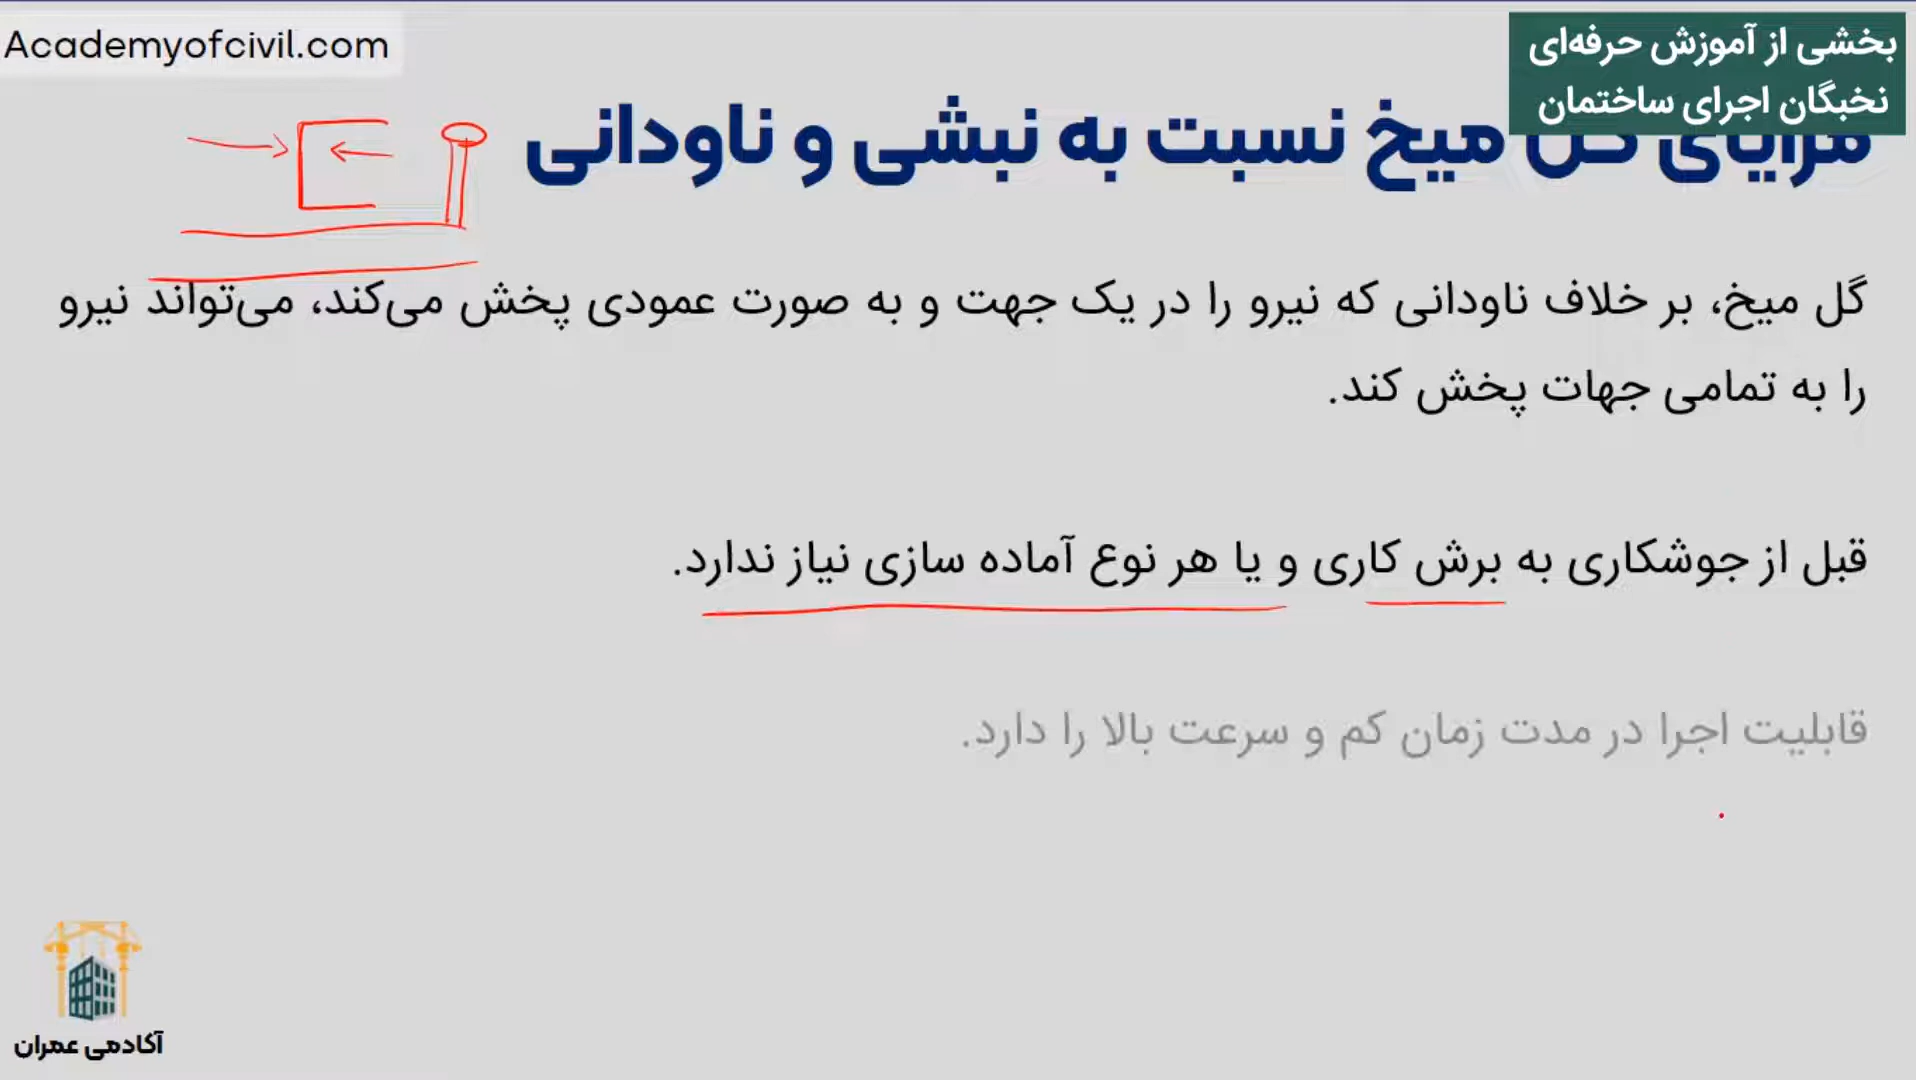 Academyofcivil.com
بخشی از آموزش حرفه‌ای
نخبگان اجرای ساختمان
مزایای گل میخ نسبت به نبشی و ناودانی
گل میخ، بر خلاف ناودانی که نیرو را در یک جهت و به صورت عمودی پخش می‌کند، می‌تواند نیرو
را به تمامی جهات پخش کند.
قبل از جوشکاری به برش کاری و یا هر نوع آماده سازی نیاز ندارد.
قابلیت اجرا در مدت زمان کم و سرعت بالا را دارد.
آکادمی عمران